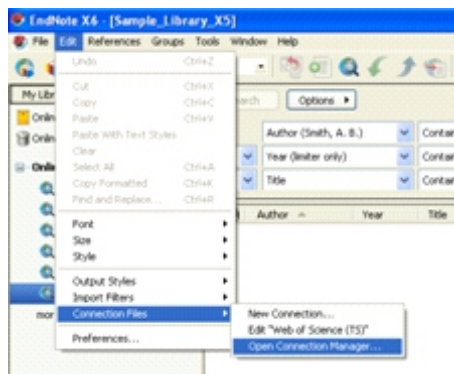 EndNote X6 - [Sample_Library_X5]
File Edit References Groups Tools Window Help
Undo Ctrl+Z
Cut Ctrl+X
Copy Ctrl+C
Paste Ctrl+V
Paste With Text Styles
Clear
Select All Ctrl+A
Copy Formatted Ctrl+K
Find and Replace... Ctrl+R
Font
Size
Style
Output Styles
Import Filters
Connection Files
Preferences...
New Connection...
Edit "Web of Science (TS)"
Open Connection Manager...
My Libr
Onlin
Onlin
Onlin
mor
arch Options
Author (Smith, A. B.) Contai
Year (limiter only) Contai
Title Contai
Author Year Title